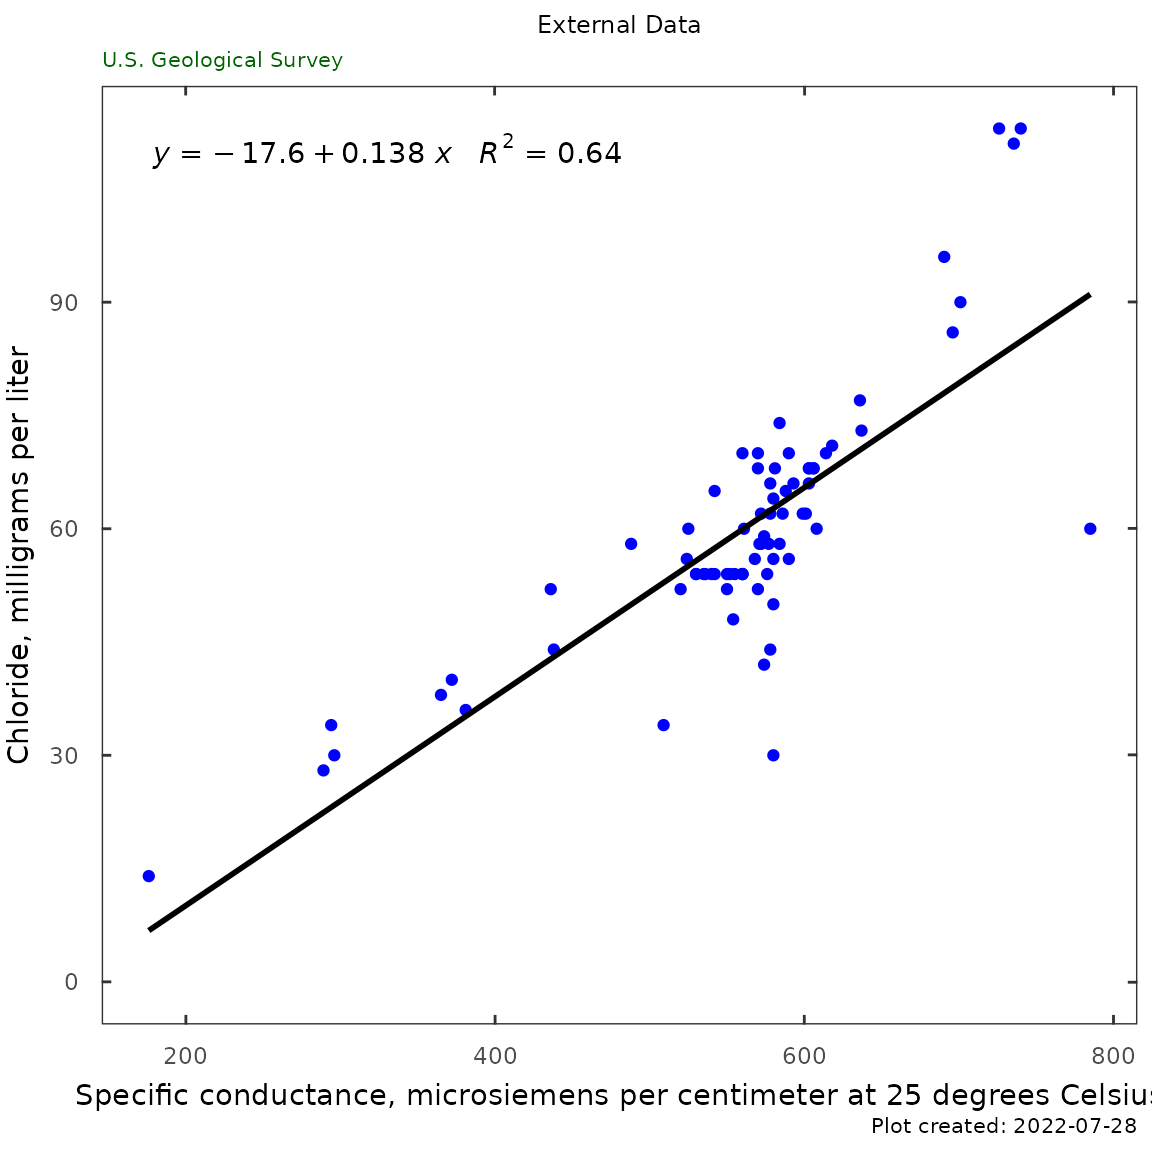 External Data
U.S. Geological Survey
y = − 17.6 + 0.138 x R² = 0.64
Chloride, milligrams per liter
90
60
30
0
200 400 600 800
Specific conductance, microsiemens per centimeter at 25 degrees Celsius
Plot created: 2022-07-28